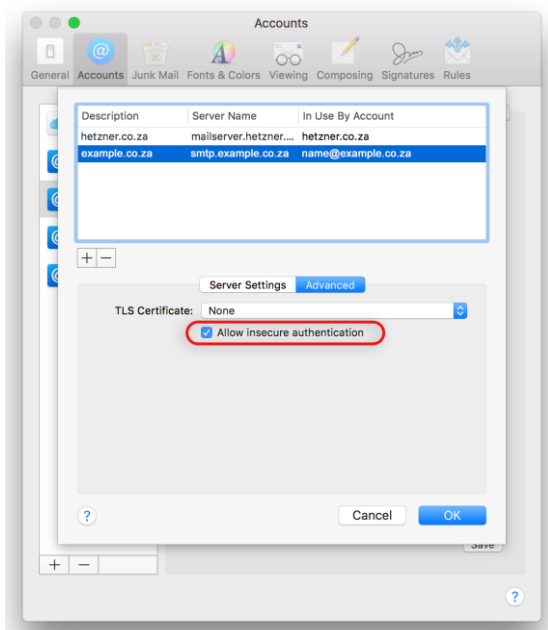 Accounts
General Accounts Junk Mail Fonts & Colors Viewing Composing Signatures Rules
Description Server Name In Use By Account
hetzner.co.za mailserver.hetzner.... hetzner.co.za
example.co.za smtp.example.co.za name@example.co.za
+ −
Server Settings Advanced
TLS Certificate: None
Allow insecure authentication
? Cancel OK
Save
+ −
?